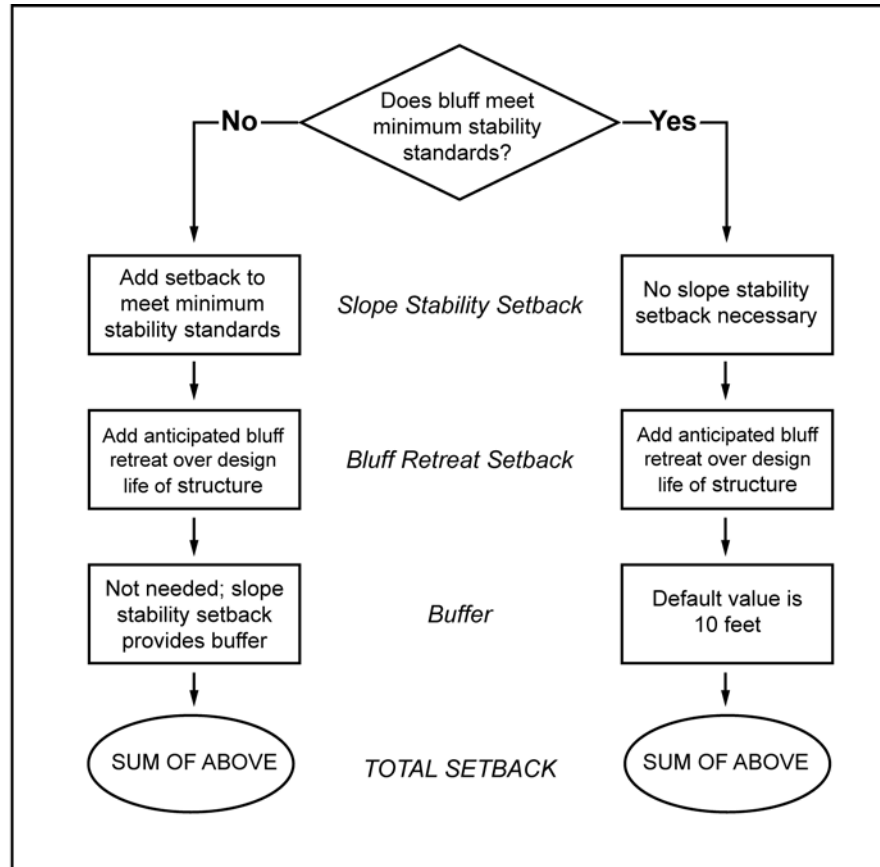 Does bluff meet
minimum stability
standards?
No
Yes
Add setback to
meet minimum
stability standards
Slope Stability Setback
No slope stability
setback necessary
Add anticipated bluff
retreat over design
life of structure
Bluff Retreat Setback
Add anticipated bluff
retreat over design
life of structure
Not needed; slope
stability setback
provides buffer
Buffer
Default value is
10 feet
SUM OF ABOVE
TOTAL SETBACK
SUM OF ABOVE